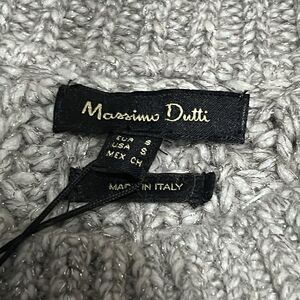 Massimo Dutti
EUR S
USA S
MEX CH
MADE IN ITALY